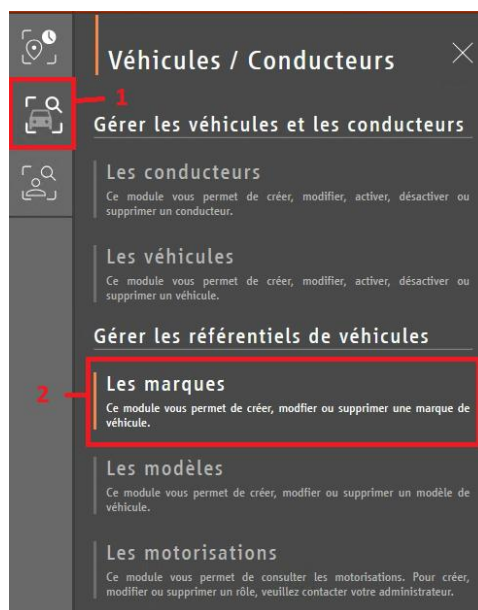 Véhicules / Conducteurs
1
Gérer les véhicules et les conducteurs
Les conducteurs
Ce module vous permet de créer, modifier, activer, désactiver ou
supprimer un conducteur.
Les véhicules
Ce module vous permet de créer, modifier, activer, désactiver ou
supprimer un véhicule.
Gérer les référentiels de véhicules
2
Les marques
Ce module vous permet de créer, modfier ou supprimer une marque de
véhicule.
Les modèles
Ce module vous permet de créer, modfier ou supprimer un modèle de
véhicule.
Les motorisations
Ce module vous permet de consulter les motorisations. Pour créer,
modifier ou supprimer un rôle, veuillez contacter votre administrateur.